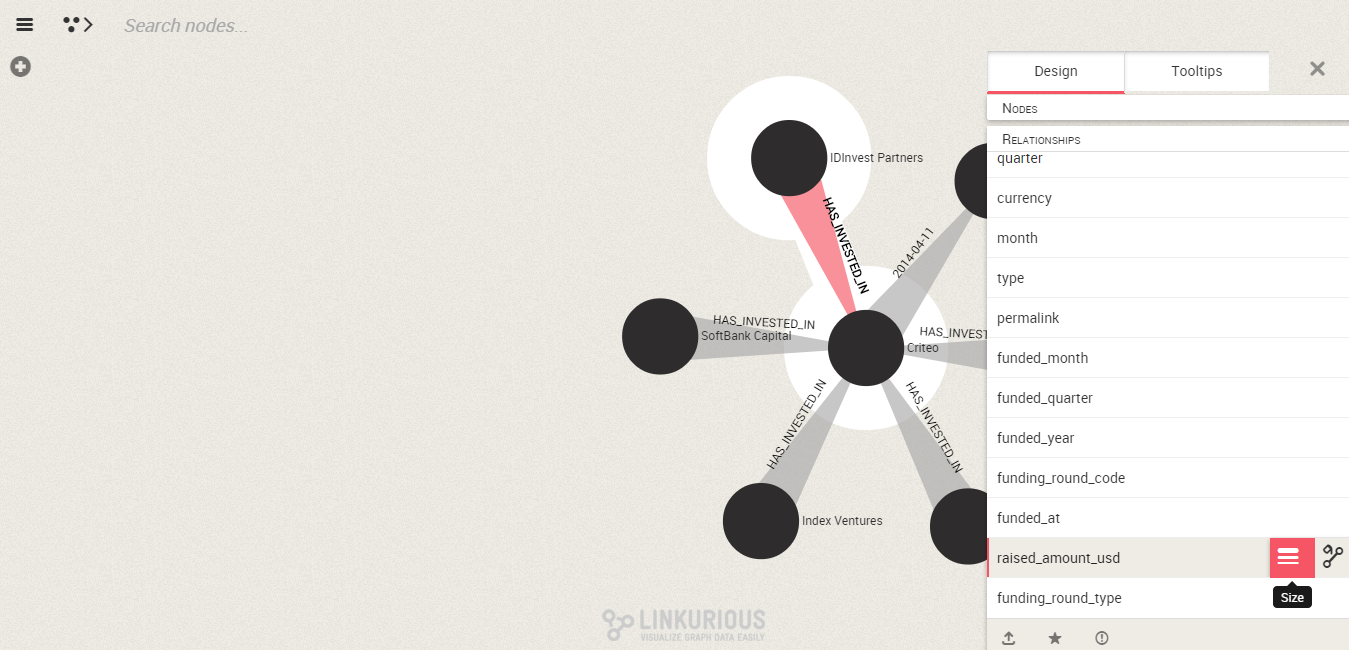 Search nodes...
Design
Tooltips
Nodes
Relationships
quarter
currency
month
type
permalink
funded_month
funded_quarter
funded_year
funding_round_code
funded_at
raised_amount_usd
Size
funding_round_type
IDInvest Partners
HAS_INVESTED_IN
2014-04-11
HAS_INVESTED_IN
SoftBank Capital
HAS_INVEST
Criteo
HAS_INVESTED_IN
HAS_INVESTED_IN
Index Ventures
LINKURIOUS
VISUALIZE GRAPH DATA EASILY